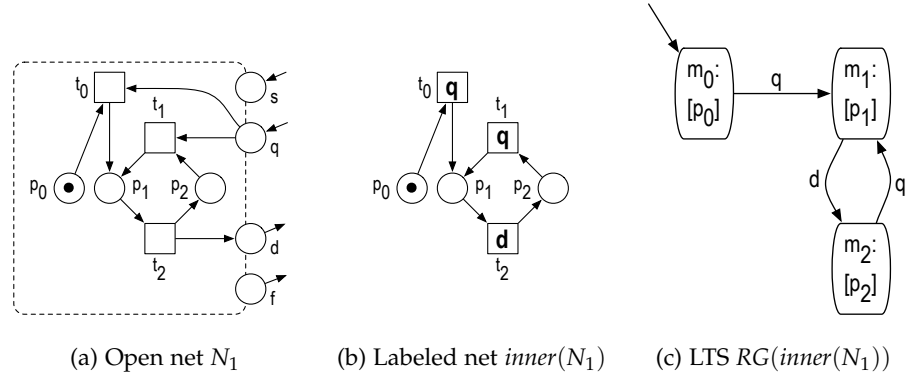 t0
t1
s
q
p0
p1
p2
t2
d
f
(a) Open net N1
t0
q
t1
q
p0
p1
p2
d
t2
(b) Labeled net inner(N1)
m0:
[p0]
q
m1:
[p1]
d
q
m2:
[p2]
(c) LTS RG(inner(N1))